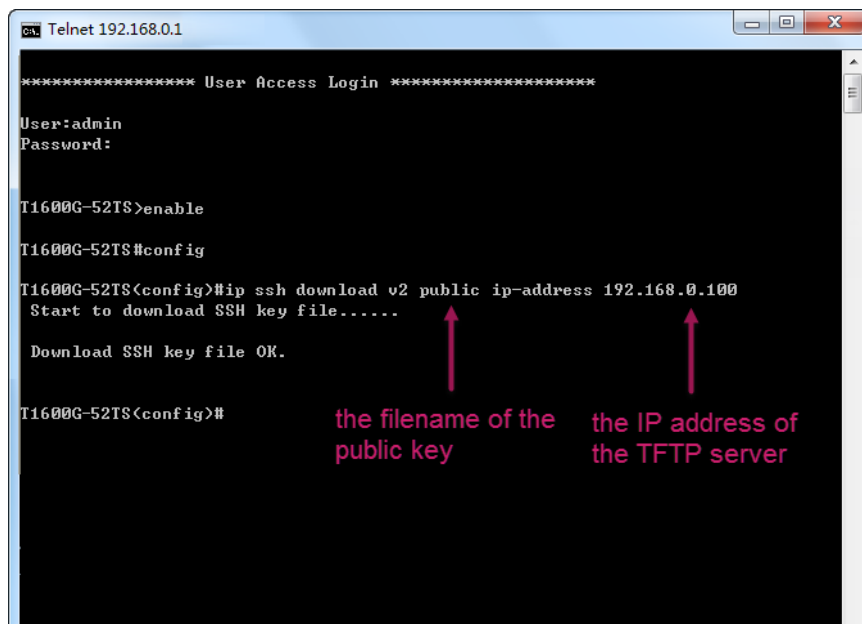 Telnet 192.168.0.1
***************** User Access Login ********************
User:admin
Password:
T1600G-52TS>enable
T1600G-52TS#config
T1600G-52TS(config)#ip ssh download v2 public ip-address 192.168.0.100
Start to download SSH key file......
Download SSH key file OK.
T1600G-52TS(config)#
the filename of the
public key
the IP address of
the TFTP server